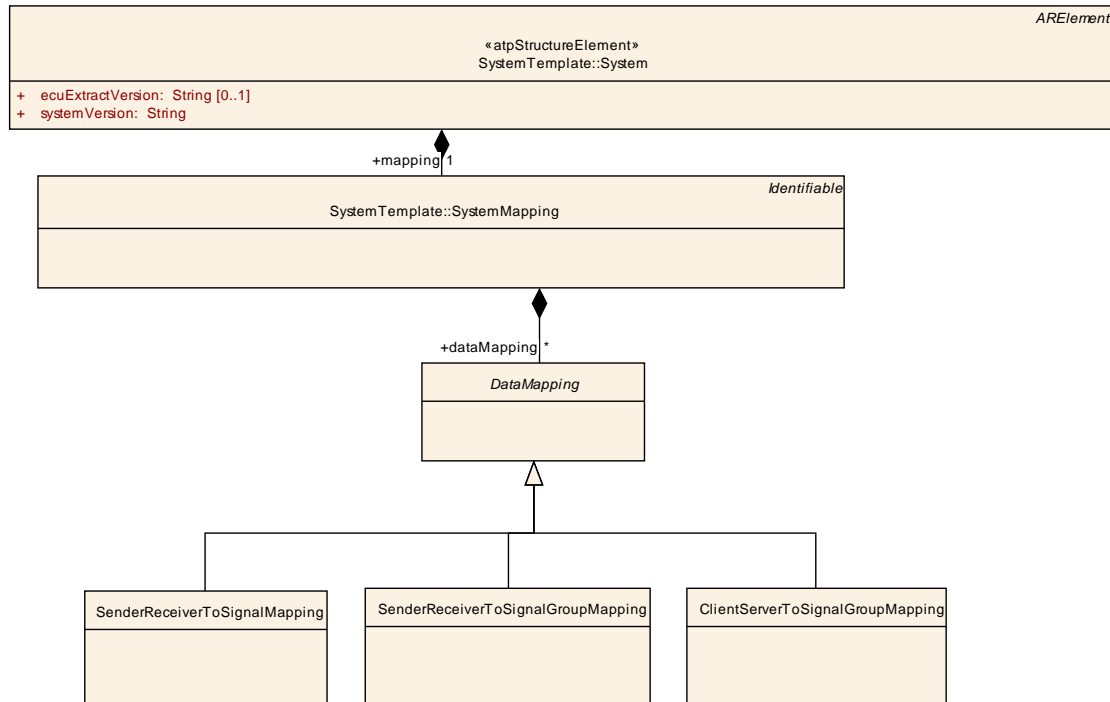 ARElement
«atpStructureElement»
SystemTemplate::System
+ ecuExtractVersion: String [0..1]
+ systemVersion: String
+mapping 1
Identifiable
SystemTemplate::SystemMapping
+dataMapping *
DataMapping
SenderReceiverToSignalMapping
SenderReceiverToSignalGroupMapping
ClientServerToSignalGroupMapping